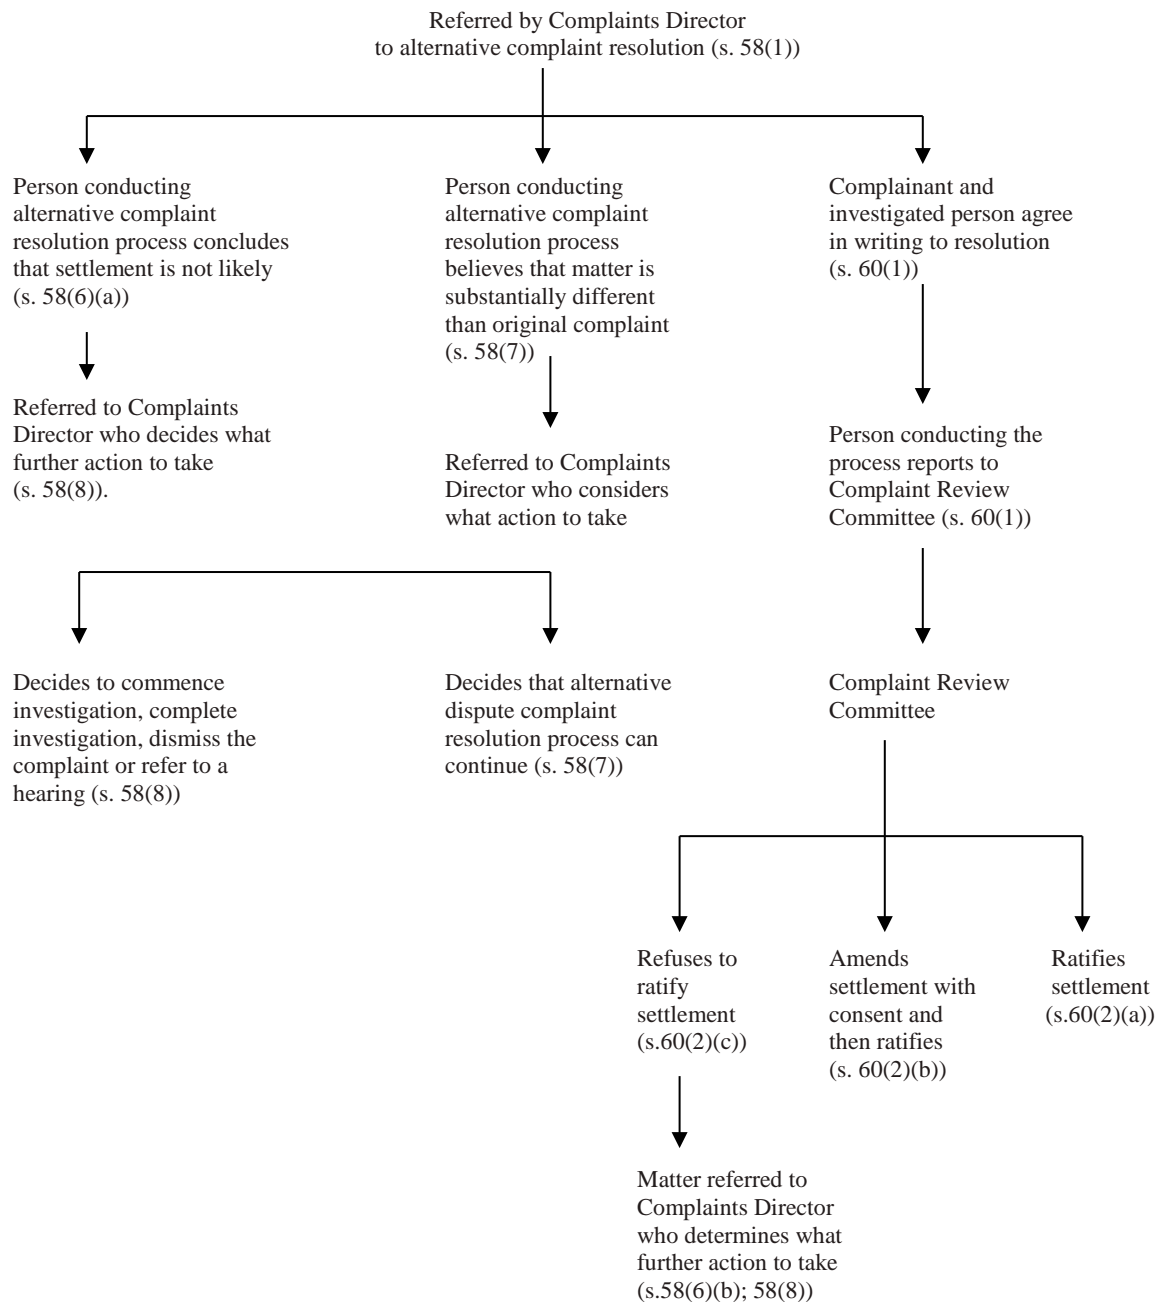 Referred by Complaints Director
to alternative complaint resolution (s. 58(1))
Person conducting
alternative complaint
resolution process concludes
that settlement is not likely
(s. 58(6)(a))
Person conducting
alternative complaint
resolution process
believes that matter is
substantially different
than original complaint
(s. 58(7))
Complainant and
investigated person agree
in writing to resolution
(s. 60(1))
Referred to Complaints
Director who decides what
further action to take
(s. 58(8)).
Referred to Complaints
Director who considers
what action to take
Person conducting the
process reports to
Complaint Review
Committee (s. 60(1))
Decides to commence
investigation, complete
investigation, dismiss the
complaint or refer to a
hearing (s. 58(8))
Decides that alternative
dispute complaint
resolution process can
continue (s. 58(7))
Complaint Review
Committee
Refuses to
ratify
settlement
(s.60(2)(c))
Amends
settlement with
consent and
then ratifies
(s. 60(2)(b))
Ratifies
settlement
(s.60(2)(a))
Matter referred to
Complaints Director
who determines what
further action to take
(s.58(6)(b); 58(8))